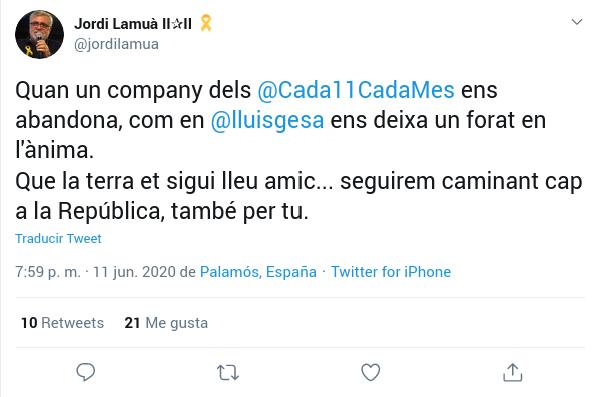 Jordi Lamuà II✰II 🎗
@jordilamua
Quan un company dels @Cada11CadaMes ens
abandona, com en @lluisgesa ens deixa un forat en
l'ànima.
Que la terra et sigui lleu amic... seguirem caminant cap
a la República, també per tu.
Traducir Tweet
7:59 p. m. · 11 jun. 2020 de Palamós, España · Twitter for iPhone
10 Retweets 21 Me gusta